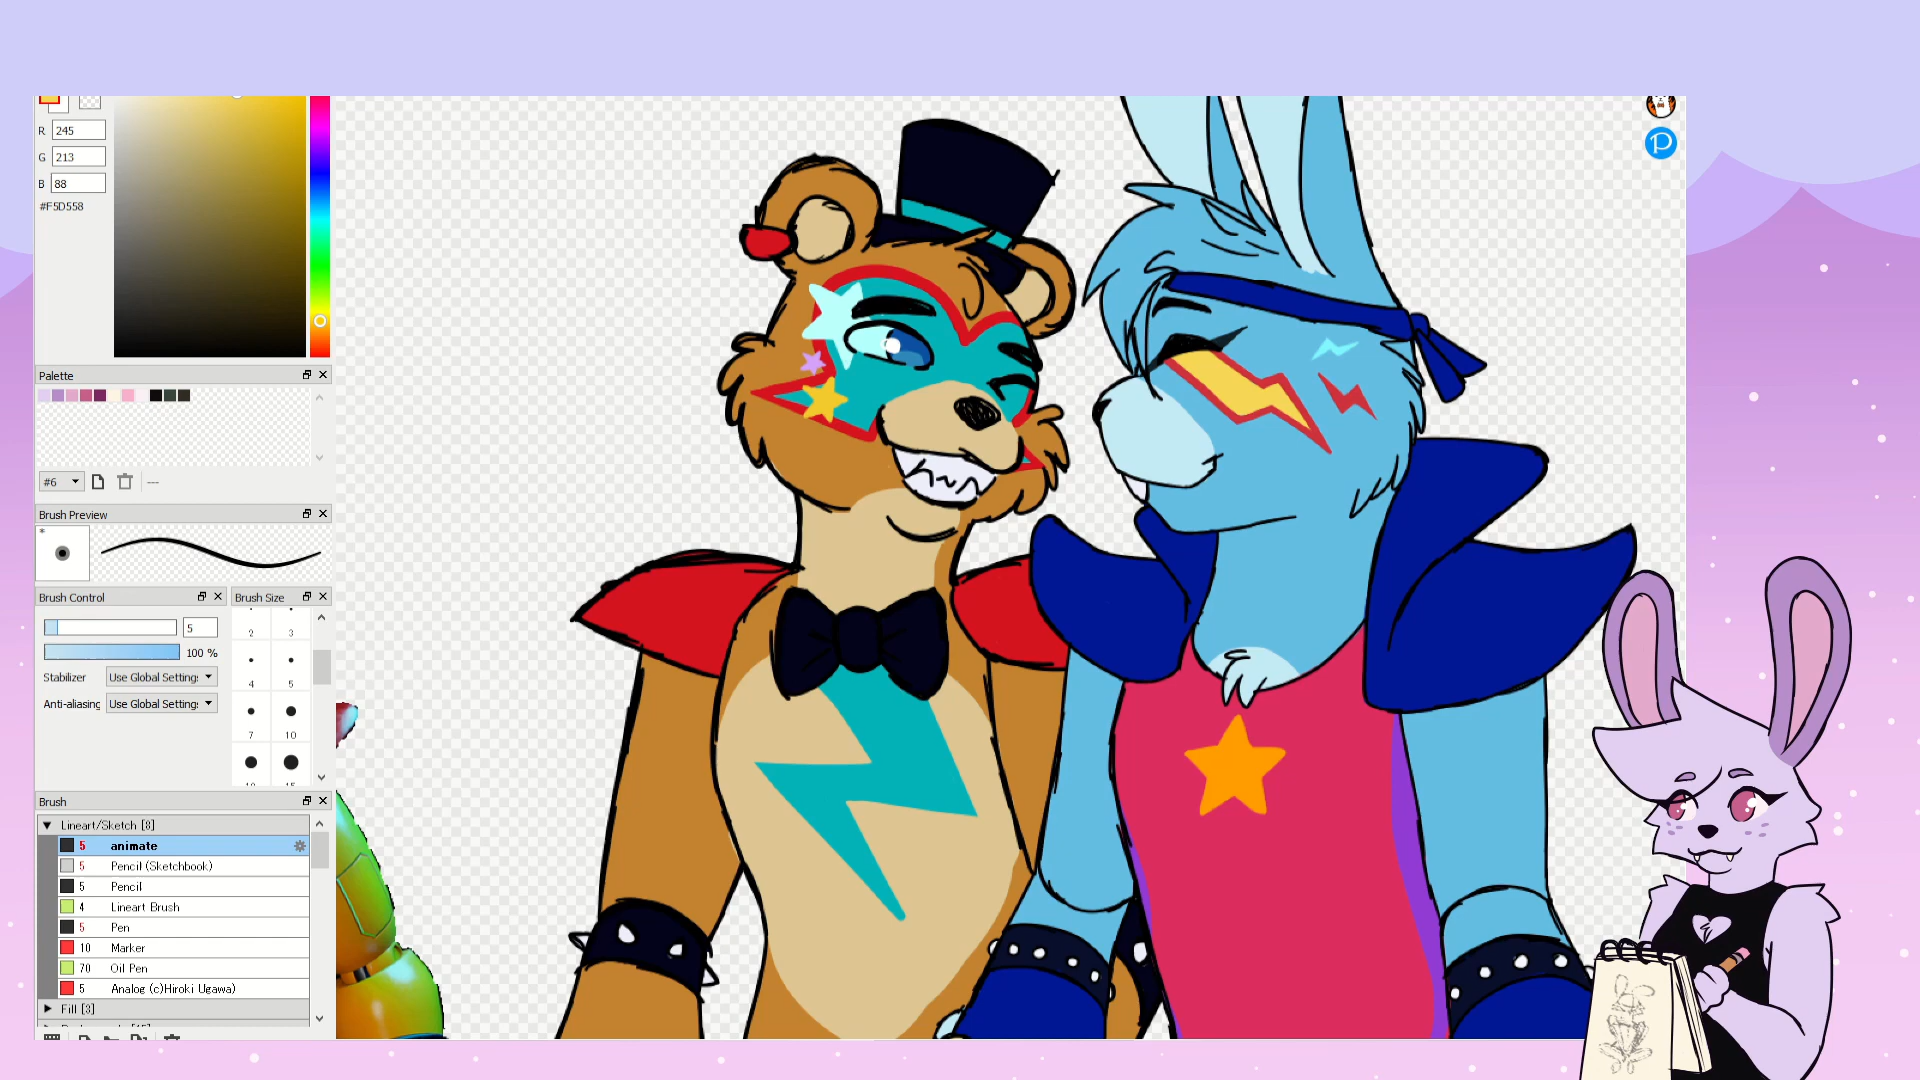 R 245
G 213
B 88
#F5D558
Palette
#6
---
Brush Preview
*
Brush Control
Brush Size
5
100 %
2 3
Stabilizer Use Global Setting:
4 5
Anti-aliasing Use Global Setting:
7 10
Brush
Lineart/Sketch [8]
5 animate
5 Pencil (Sketchbook)
5 Pencil
4 Lineart Brush
5 Pen
10 Marker
70 Oil Pen
5 Analog (c)Hiroki Ugawa)
Fill [3]
P